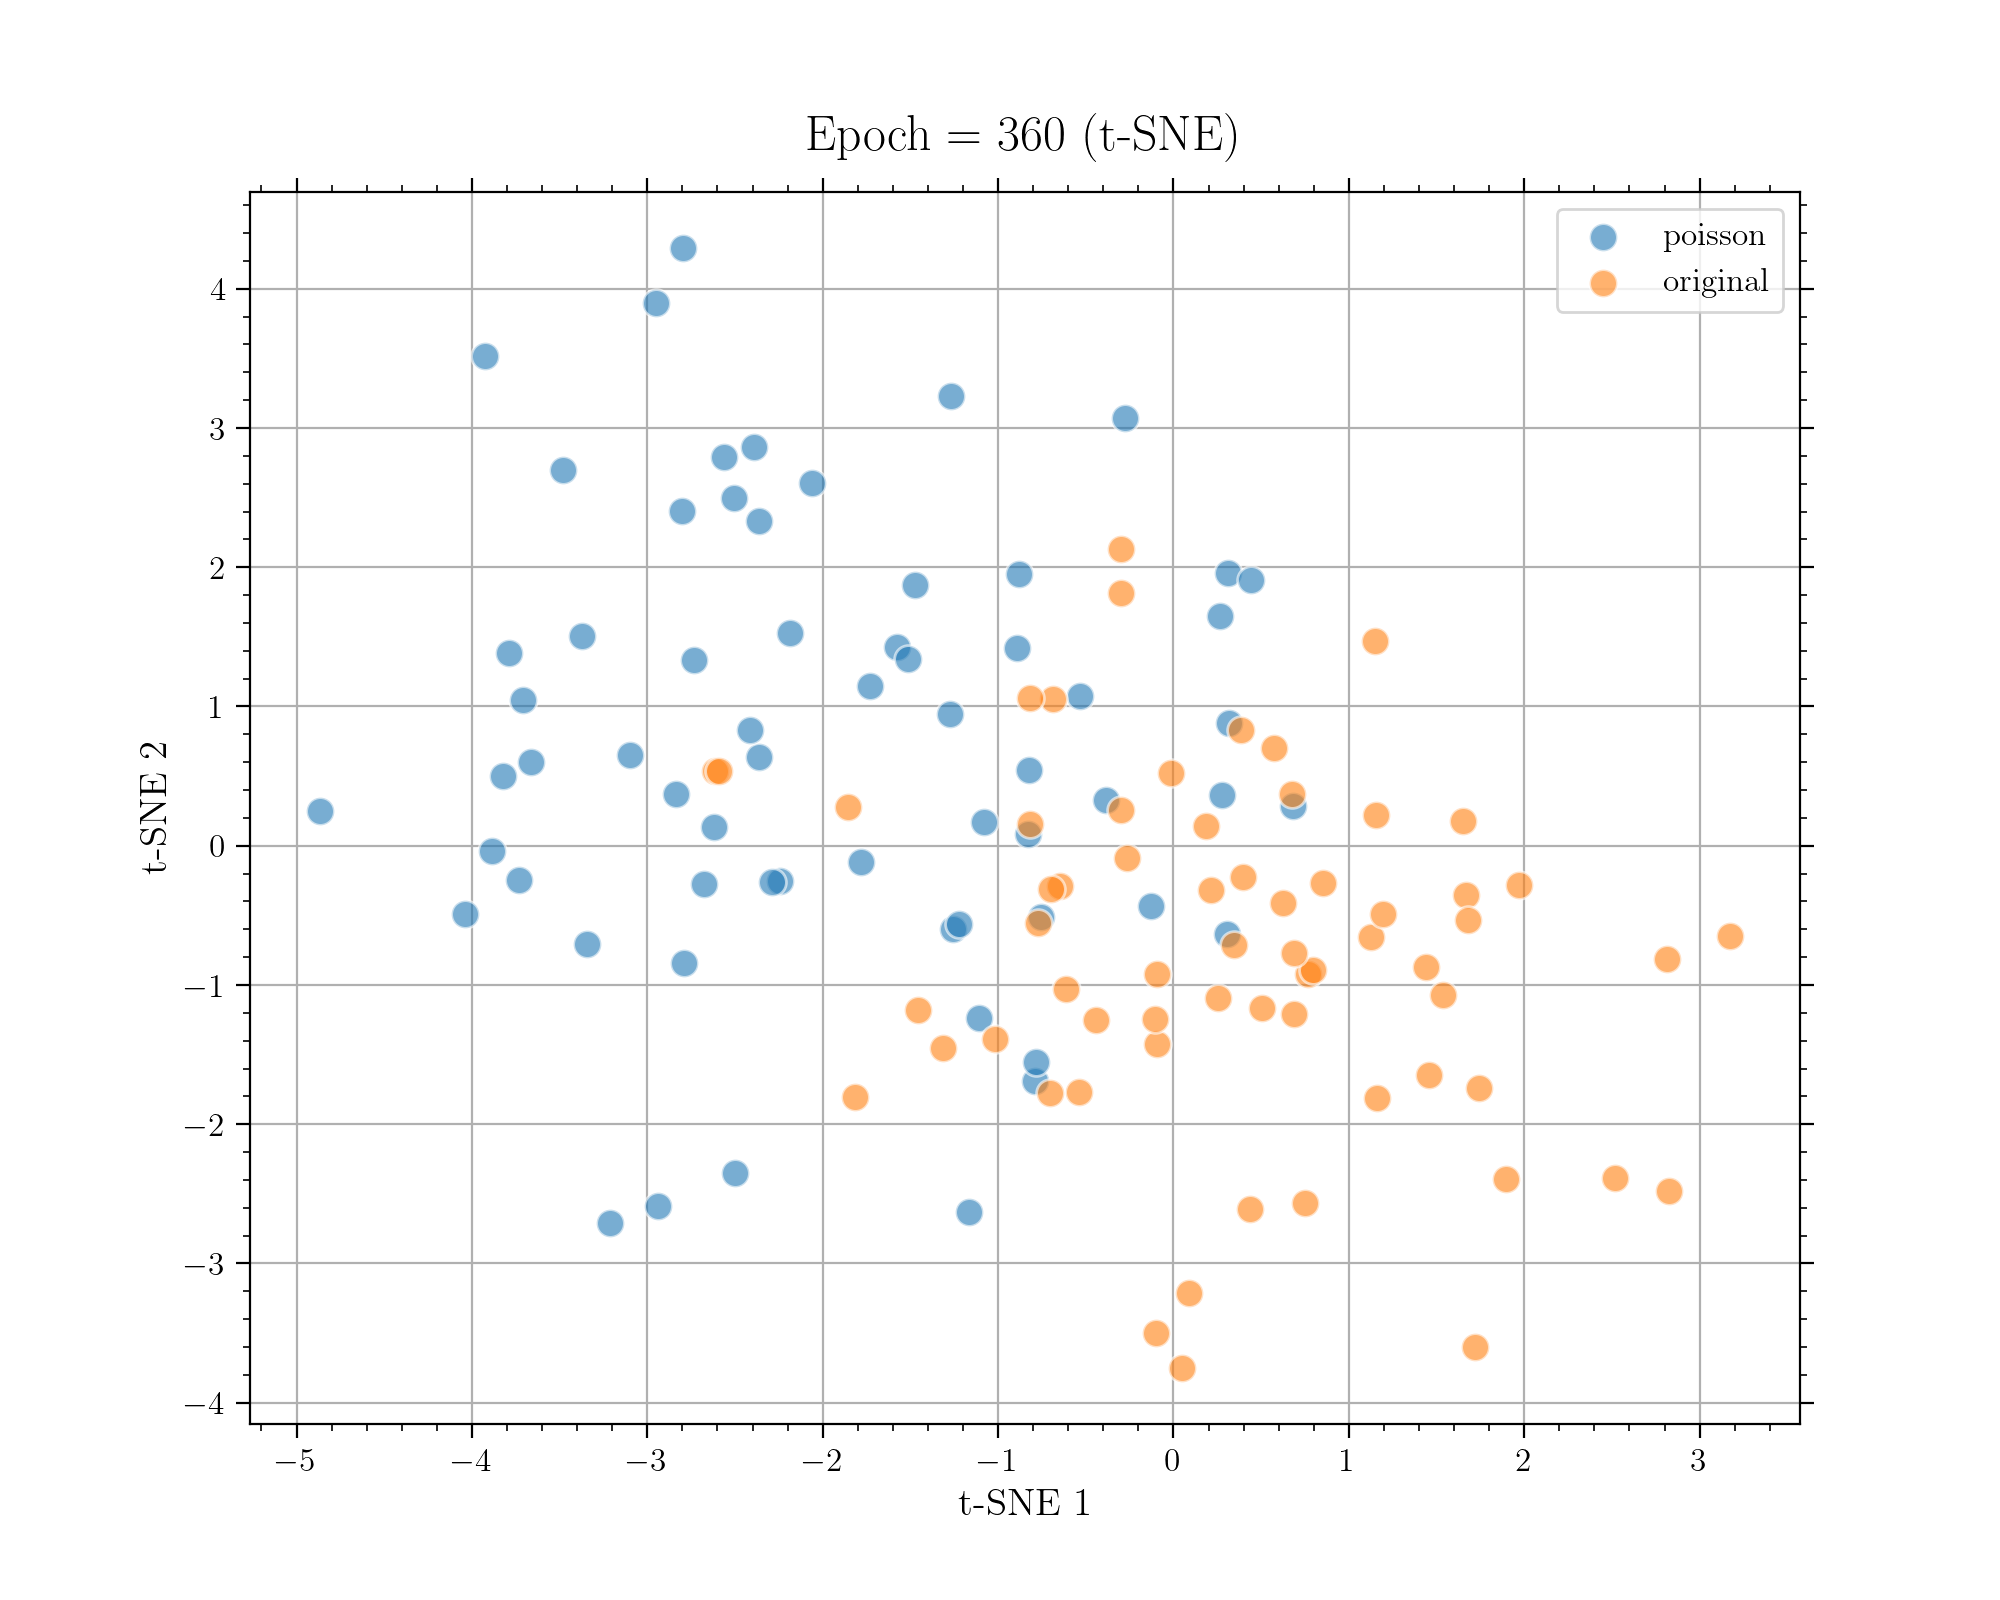 Epoch = 360 (t-SNE)
poisson
original
4
3
2
1
0
−1
−2
−3
−4
t-SNE 2
−5 −4 −3 −2 −1 0 1 2 3
t-SNE 1